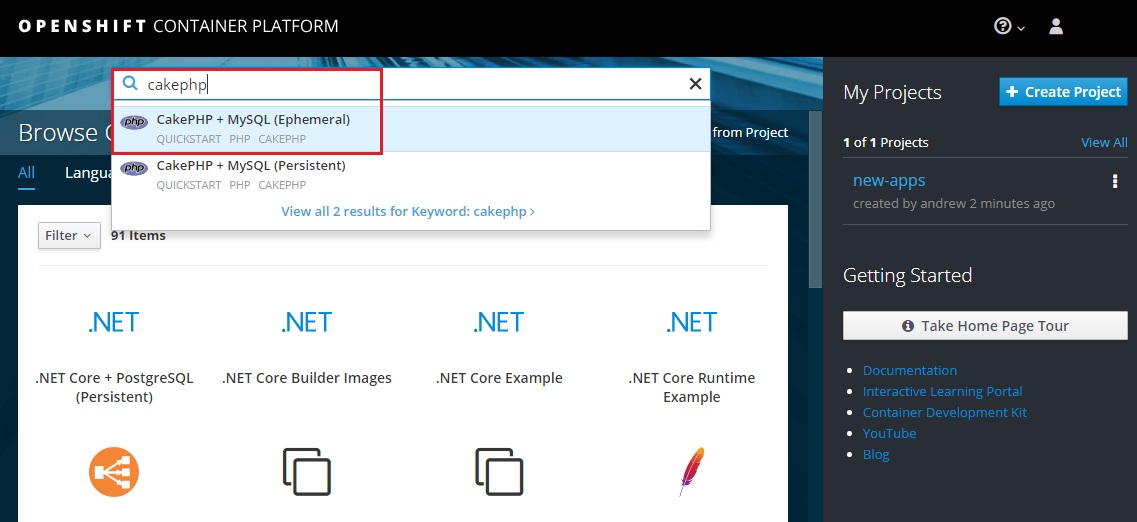 OPENSHIFT CONTAINER PLATFORM
cakephp
php
CakePHP + MySQL (Ephemeral)
QUICKSTART PHP CAKEPHP
php
CakePHP + MySQL (Persistent)
QUICKSTART PHP CAKEPHP
View all 2 results for Keyword: cakephp
Browse
from Project
All
Filter
91 Items
.NET
.NET
.NET
.NET
.NET Core + PostgreSQL
(Persistent)
.NET Core Builder Images
.NET Core Example
.NET Core Runtime
Example
My Projects
+ Create Project
1 of 1 Projects
View All
new-apps
created by andrew 2 minutes ago
Getting Started
Take Home Page Tour
Documentation
Interactive Learning Portal
Container Development Kit
YouTube
Blog